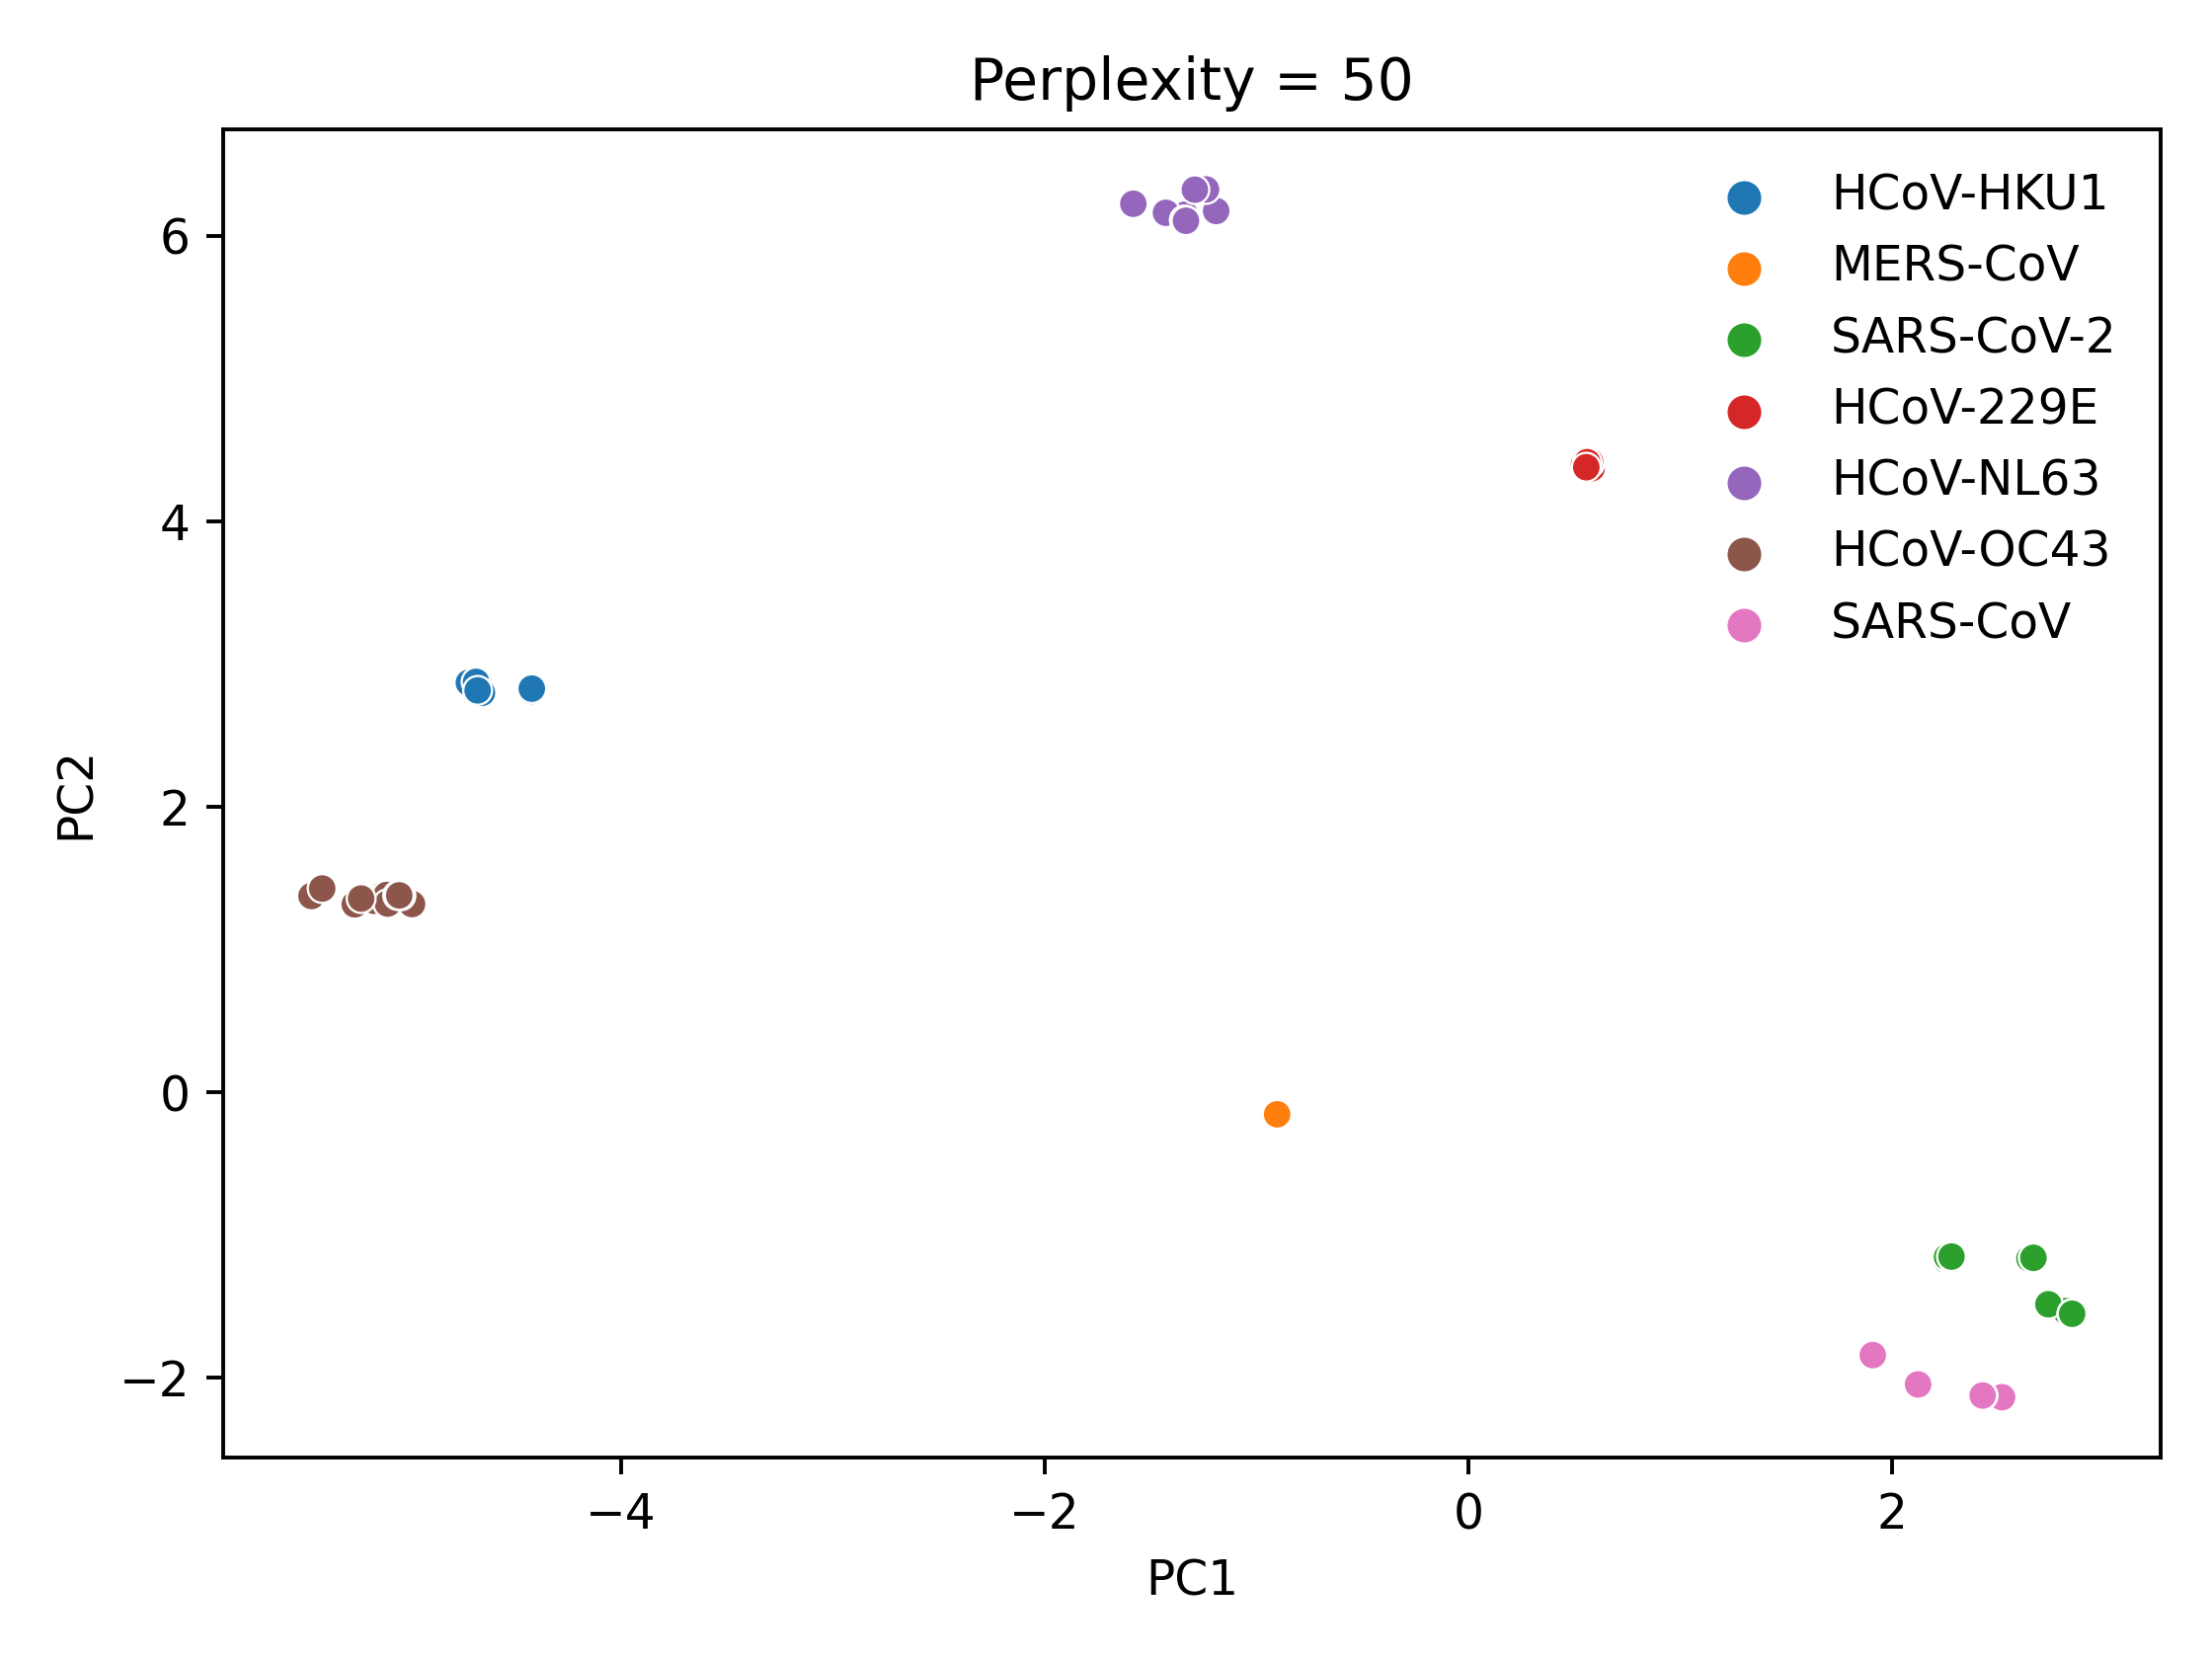 Perplexity = 50
HCoV-HKU1
MERS-CoV
SARS-CoV-2
HCoV-229E
HCoV-NL63
HCoV-OC43
SARS-CoV
6
4
2
0
−2
PC2
−4 −2 0 2
PC1